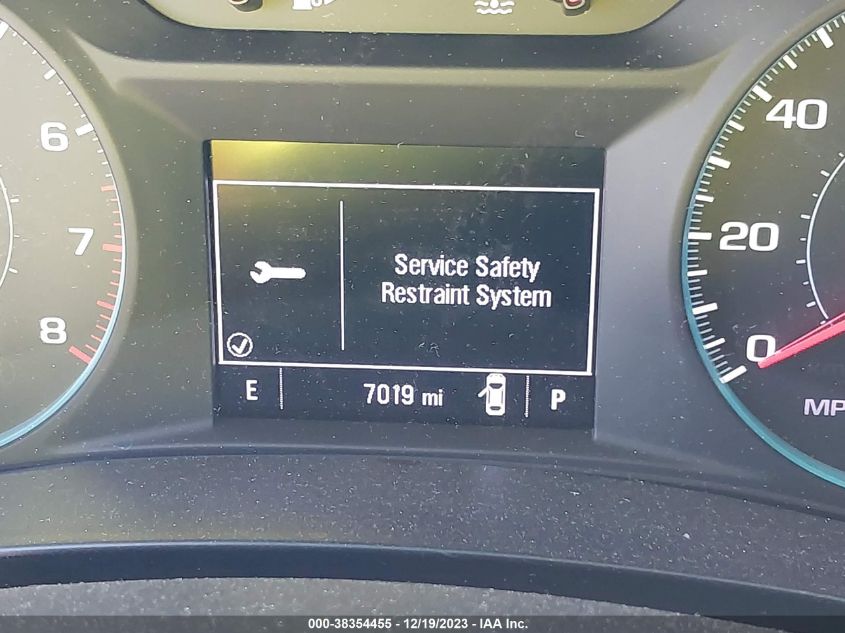 6
7
8
40
20
0
MP
Service Safety
Restraint System
E
7019 mi
P
000-38354455 - 12/19/2023 - IAA Inc.